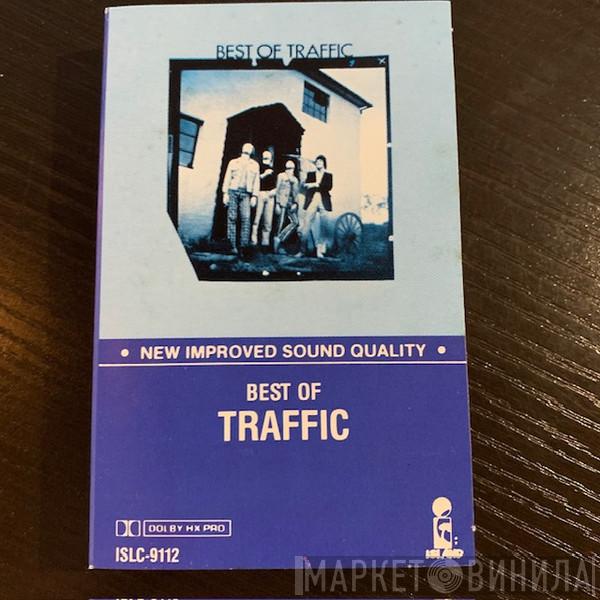 BEST OF TRAFFIC
• NEW IMPROVED SOUND QUALITY •
BEST OF
TRAFFIC
DOLBY HX PRO
ISLC-9112
ISLAND
МАРКЕТ ВИНИЛА